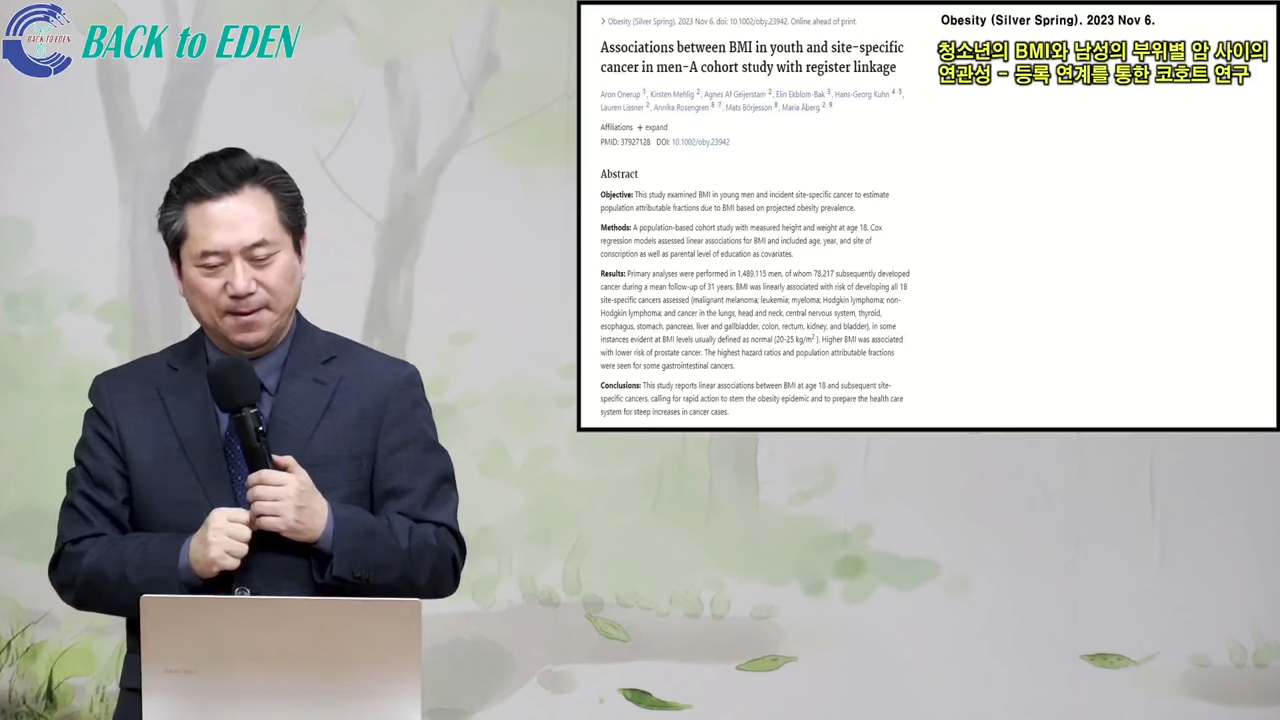 BACK TO EDEN
BACK to EDEN
> Obesity (Silver Spring). 2023 Nov 6. doi: 10.1002/oby.23942. Online ahead of print.
Associations between BMI in youth and site-specific
cancer in men-A cohort study with register linkage
Aron Onerup 1, Kirsten Mehlig 2, Agnes Af Geijerstam 2, Elin Ekblom-Bak 3, Hans-Georg Kuhn 4 5,
Lauren Lissner 2, Annika Rosengren 6 7, Mats Börjesson 8, Maria Åberg 2 9
Affiliations + expand
PMID: 37927128 DOI: 10.1002/oby.23942
Abstract
Objective: This study examined BMI in young men and incident site-specific cancer to estimate
population attributable fractions due to BMI based on projected obesity prevalence.
Methods: A population-based cohort study with measured height and weight at age 18. Cox
regression models assessed linear associations for BMI and included age, year, and site of
conscription as well as parental level of education as covariates.
Results: Primary analyses were performed in 1,489,115 men, of whom 78,217 subsequently developed
cancer during a mean follow-up of 31 years. BMI was linearly associated with risk of developing all 18
site-specific cancers assessed (malignant melanoma; leukemia; myeloma; Hodgkin lymphoma; non-
Hodgkin lymphoma; and cancer in the lungs, head and neck, central nervous system, thyroid,
esophagus, stomach, pancreas, liver and gallbladder, colon, rectum, kidney, and bladder), in some
instances evident at BMI levels usually defined as normal (20-25 kg/m2 ). Higher BMI was associated
with lower risk of prostate cancer. The highest hazard ratios and population attributable fractions
were seen for some gastrointestinal cancers.
Conclusions: This study reports linear associations between BMI at age 18 and subsequent site-
specific cancers, calling for rapid action to stem the obesity epidemic and to prepare the health care
system for steep increases in cancer cases.
Obesity (Silver Spring). 2023 Nov 6.
청소년의 BMI와 남성의 부위별 암 사이의
연관성 - 등록 연계를 통한 코호트 연구